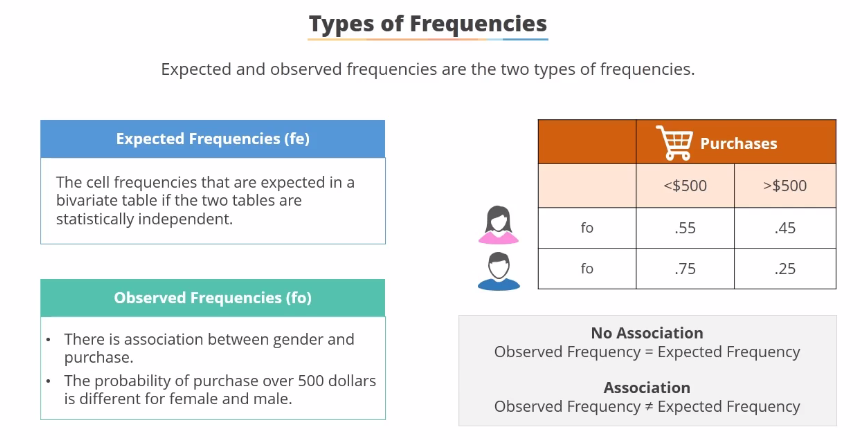 Types of Frequencies
Expected and observed frequencies are the two types of frequencies.
Expected Frequencies (fe)
The cell frequencies that are expected in a
bivariate table if the two tables are
statistically independent.
Observed Frequencies (fo)
• There is association between gender and
purchase.
• The probability of purchase over 500 dollars
is different for female and male.
Purchases
<$500 >$500
fo .55 .45
fo .75 .25
No Association
Observed Frequency = Expected Frequency
Association
Observed Frequency ≠ Expected Frequency